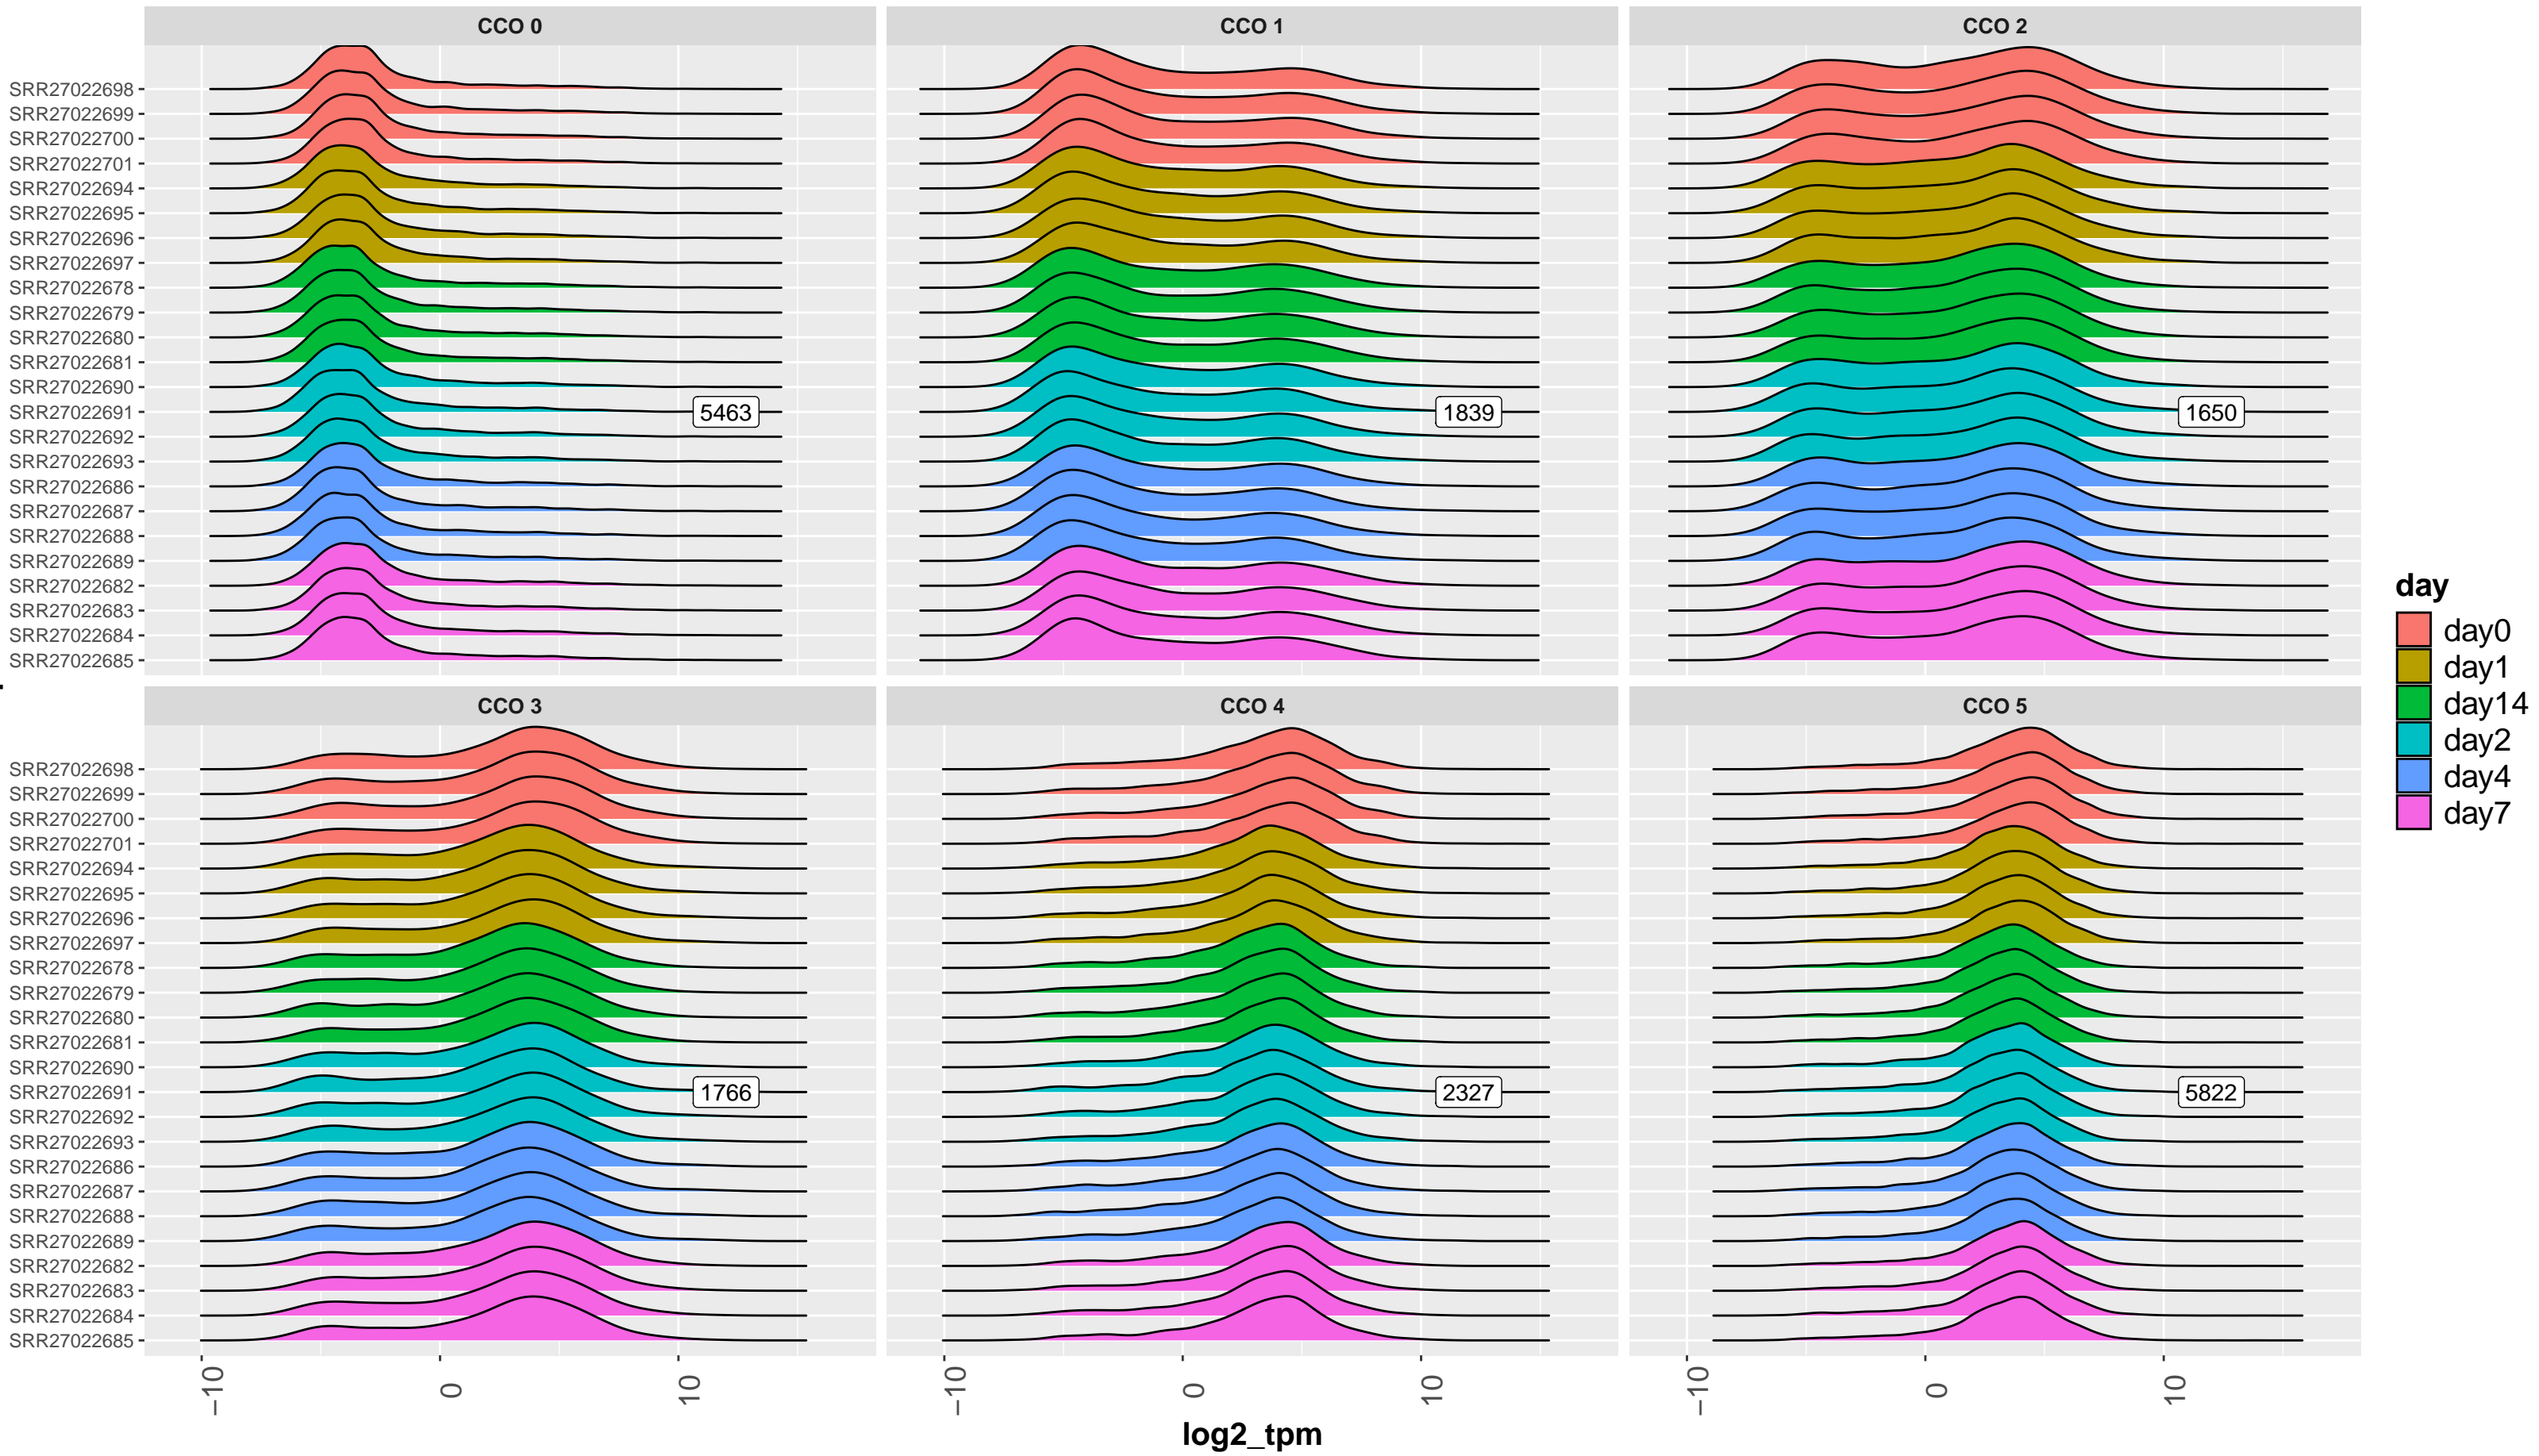 CCO 0
CCO 1
CCO 2
SRR27022698
SRR27022699
SRR27022700
SRR27022701
SRR27022694
SRR27022695
SRR27022696
SRR27022697
SRR27022678
SRR27022679
SRR27022680
SRR27022681
SRR27022690
SRR27022691
SRR27022692
SRR27022693
SRR27022686
SRR27022687
SRR27022688
SRR27022689
SRR27022682
SRR27022683
SRR27022684
SRR27022685
5463
1839
1650
CCO 3
CCO 4
CCO 5
SRR27022698
SRR27022699
SRR27022700
SRR27022701
SRR27022694
SRR27022695
SRR27022696
SRR27022697
SRR27022678
SRR27022679
SRR27022680
SRR27022681
SRR27022690
SRR27022691
SRR27022692
SRR27022693
SRR27022686
SRR27022687
SRR27022688
SRR27022689
SRR27022682
SRR27022683
SRR27022684
SRR27022685
1766
2327
5822
−10
0
10
−10
0
10
−10
0
10
log2_tpm
day
day0
day1
day14
day2
day4
day7